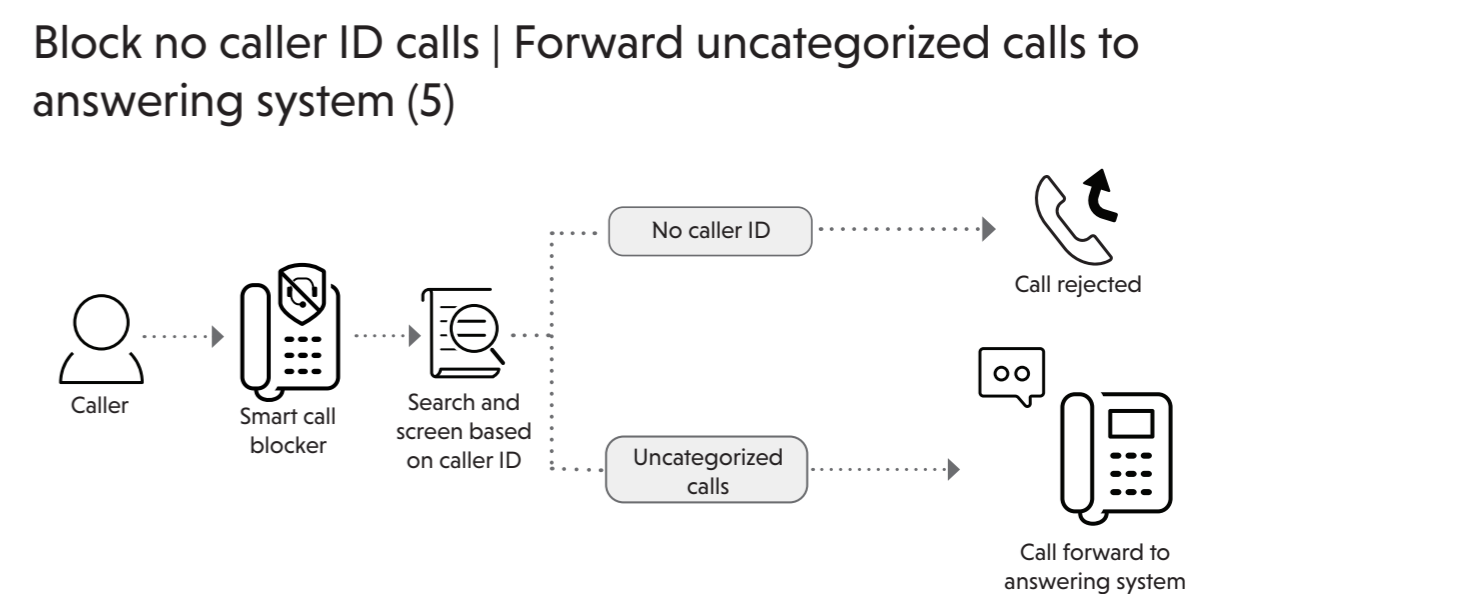 Block no caller ID calls | Forward uncategorized calls to
answering system (5)
No caller ID
Call rejected
Caller
Smart call
blocker
Search and
screen based
on caller ID
Uncategorized
calls
Call forward to
answering system